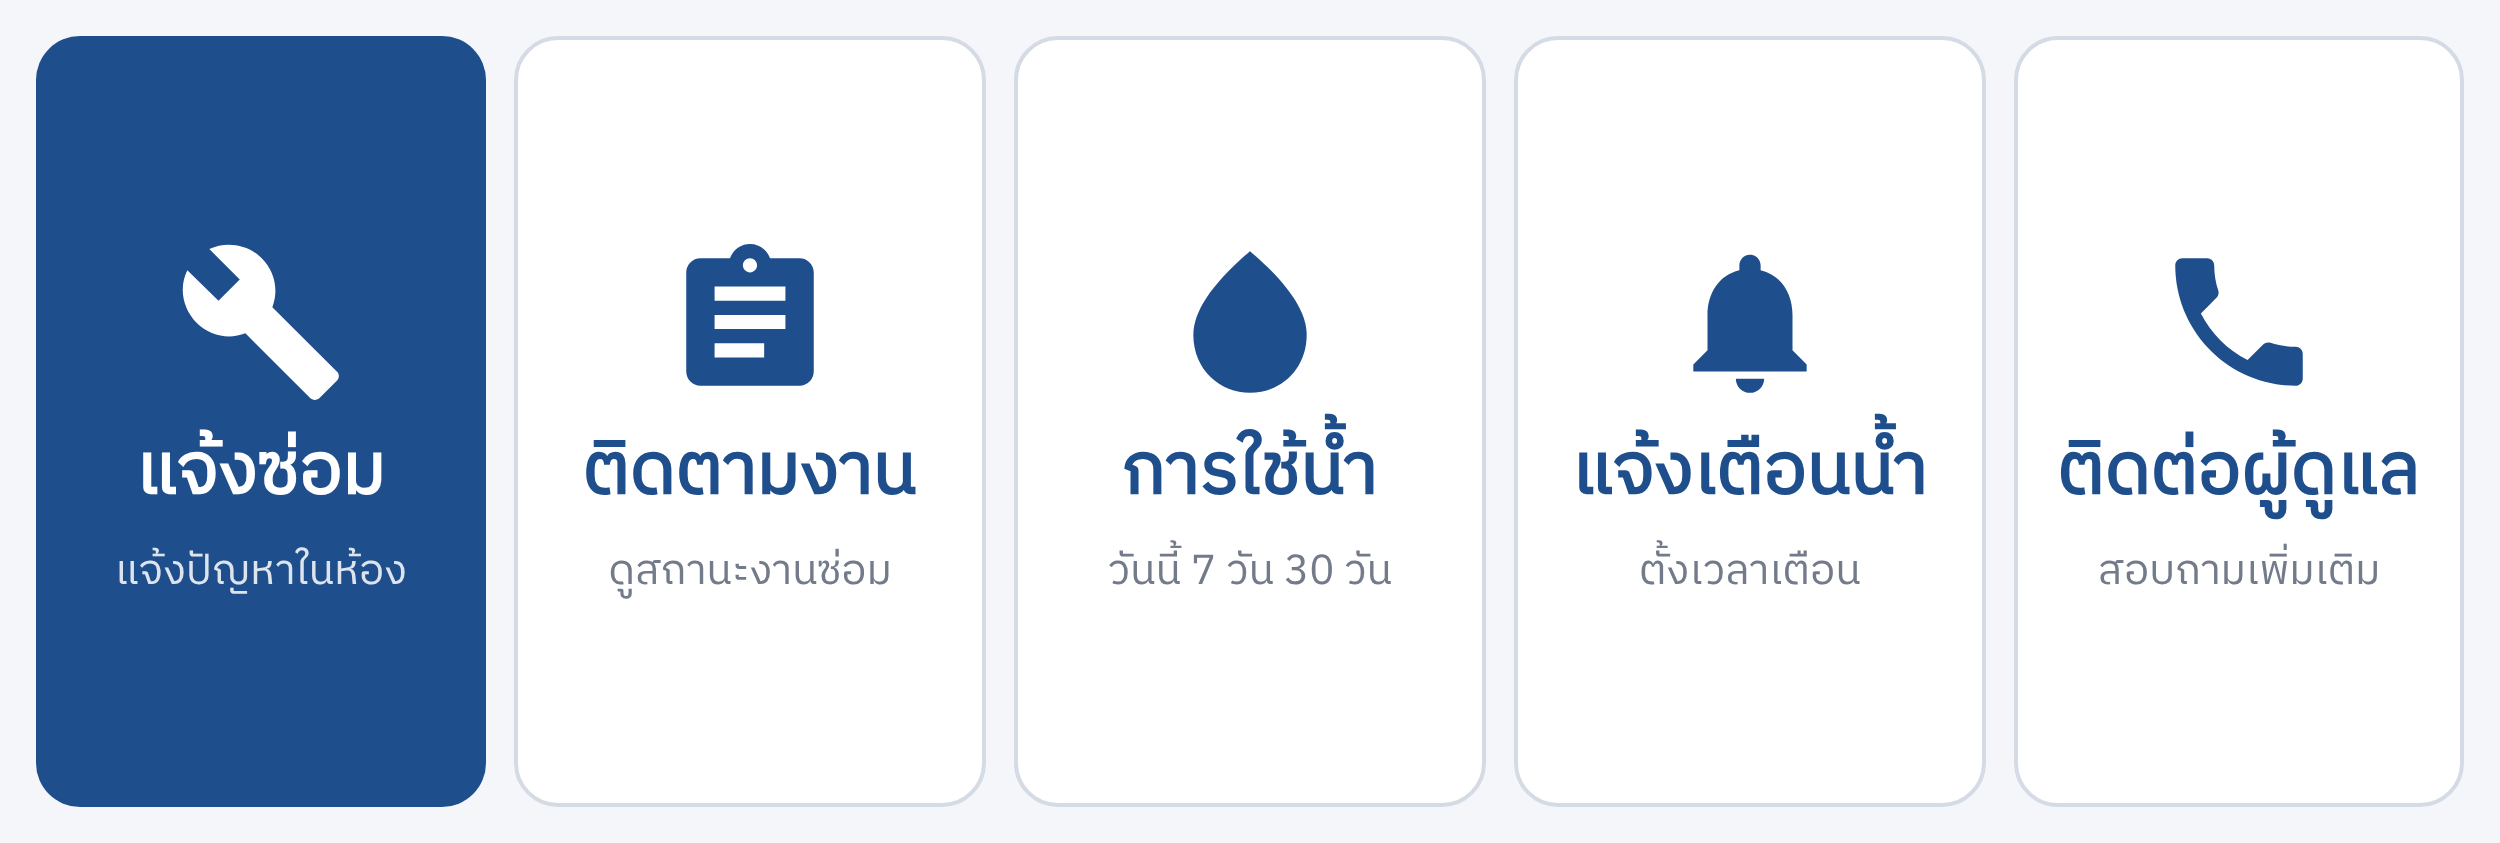 แจ้งซ่อม
แจ้งปัญหาในห้อง
ติดตามงาน
ดูสถานะงานซ่อม
การใช้น้ำ
วันนี้ 7 วัน 30 วัน
แจ้งเตือนน้ำ
ตั้งเวลาเตือน
ติดต่อผู้ดูแล
สอบถามเพิ่มเติม